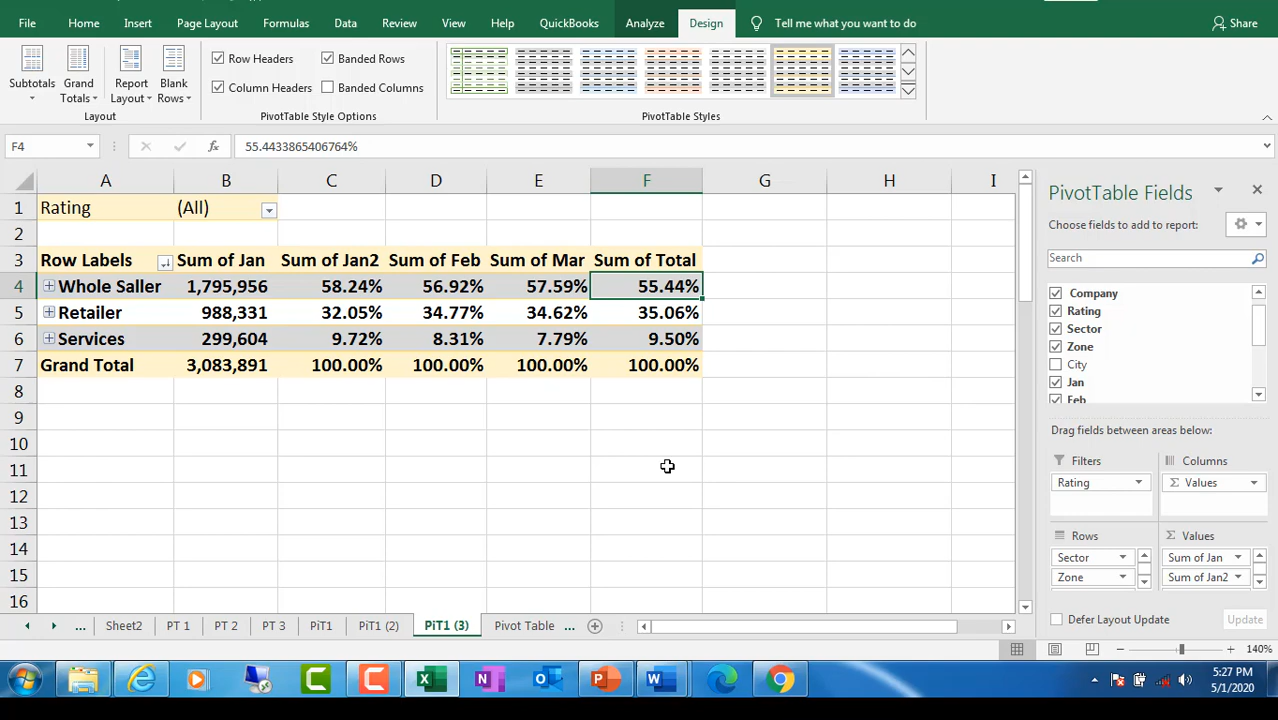 File Home Insert Page Layout Formulas Data Review View Help QuickBooks Analyze Design Tell me what you want to do Share
Subtotals Grand Totals Report Layout Blank Rows
Row Headers Banded Rows
Column Headers Banded Columns
Layout PivotTable Style Options PivotTable Styles
F4 fx 55.4433865406764%
A B C D E F G H I
1 Rating (All)
2
3 Row Labels Sum of Jan Sum of Jan2 Sum of Feb Sum of Mar Sum of Total
4 Whole Saller 1,795,956 58.24% 56.92% 57.59% 55.44%
5 Retailer 988,331 32.05% 34.77% 34.62% 35.06%
6 Services 299,604 9.72% 8.31% 7.79% 9.50%
7 Grand Total 3,083,891 100.00% 100.00% 100.00% 100.00%
8
9
10
11
12
13
14
15
16
PivotTable Fields
Choose fields to add to report:
Search
Company
Rating
Sector
Zone
City
Jan
Feb
Drag fields between areas below:
Filters Columns
Rating Σ Values
Rows Σ Values
Sector Sum of Jan
Zone Sum of Jan2
Defer Layout Update Update
... Sheet2 PT 1 PT 2 PT 3 PiT1 PiT1 (2) PiT1 (3) Pivot Table ...
140%
5:27 PM
5/1/2020